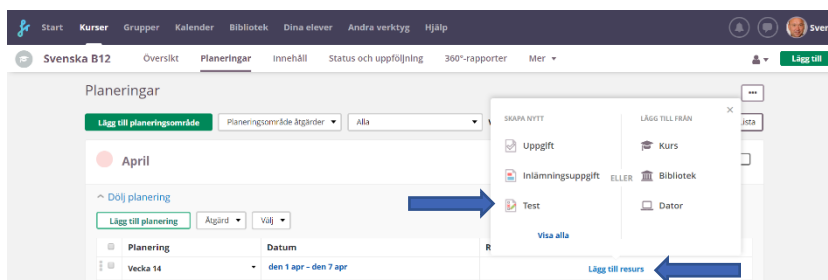 fr Start Kurser Grupper Kalender Bibliotek Dina elever Andra verktyg Hjälp Sven
Svenska B12 Översikt Planeringar Innehåll Status och uppföljning 360°-rapporter Mer Lägg till
Planeringar
Lägg till planeringsområde Planeringsområde åtgärder Alla V ista
SKAPA NYTT LÄGG TILL FRÅN
Uppgift Kurs
April
Inlämningsuppgift ELLER Bibliotek
Dölj planering
Test Dator
Lägg till planering Åtgärd Välj
Visa alla
Planering Datum R
Vecka 14 den 1 apr – den 7 apr Lägg till resurs